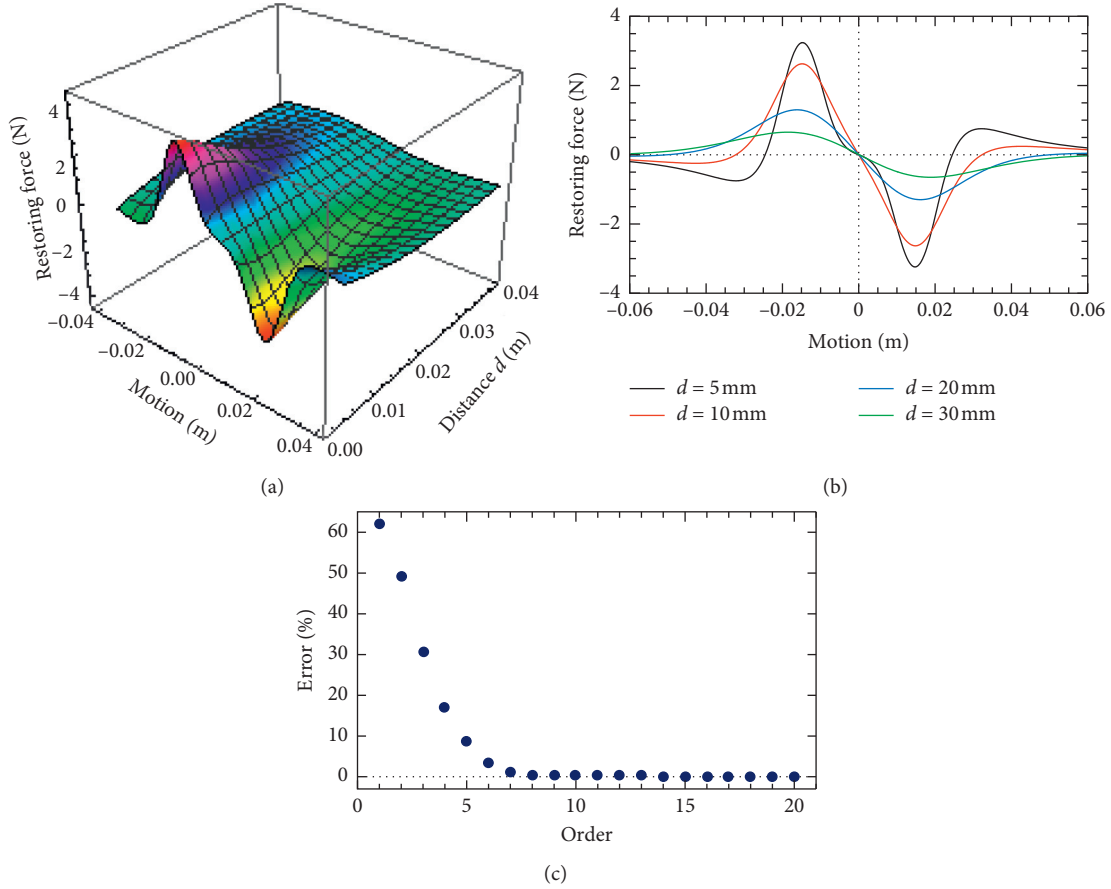 4
2
0
−2
−4
Restoring force (N)
−0.04
−0.02
0.00
0.02
0.04
Motion (m)
0.00
0.01
0.02
0.03
0.04
Distance d (m)
(a)
4
2
0
−2
−4
Restoring force (N)
−0.06
−0.04
−0.02
0
0.02
0.04
0.06
Motion (m)
d = 5 mm
d = 10 mm
d = 20 mm
d = 30 mm
(b)
60
50
40
30
20
10
0
Error (%)
0
5
10
15
20
Order
(c)